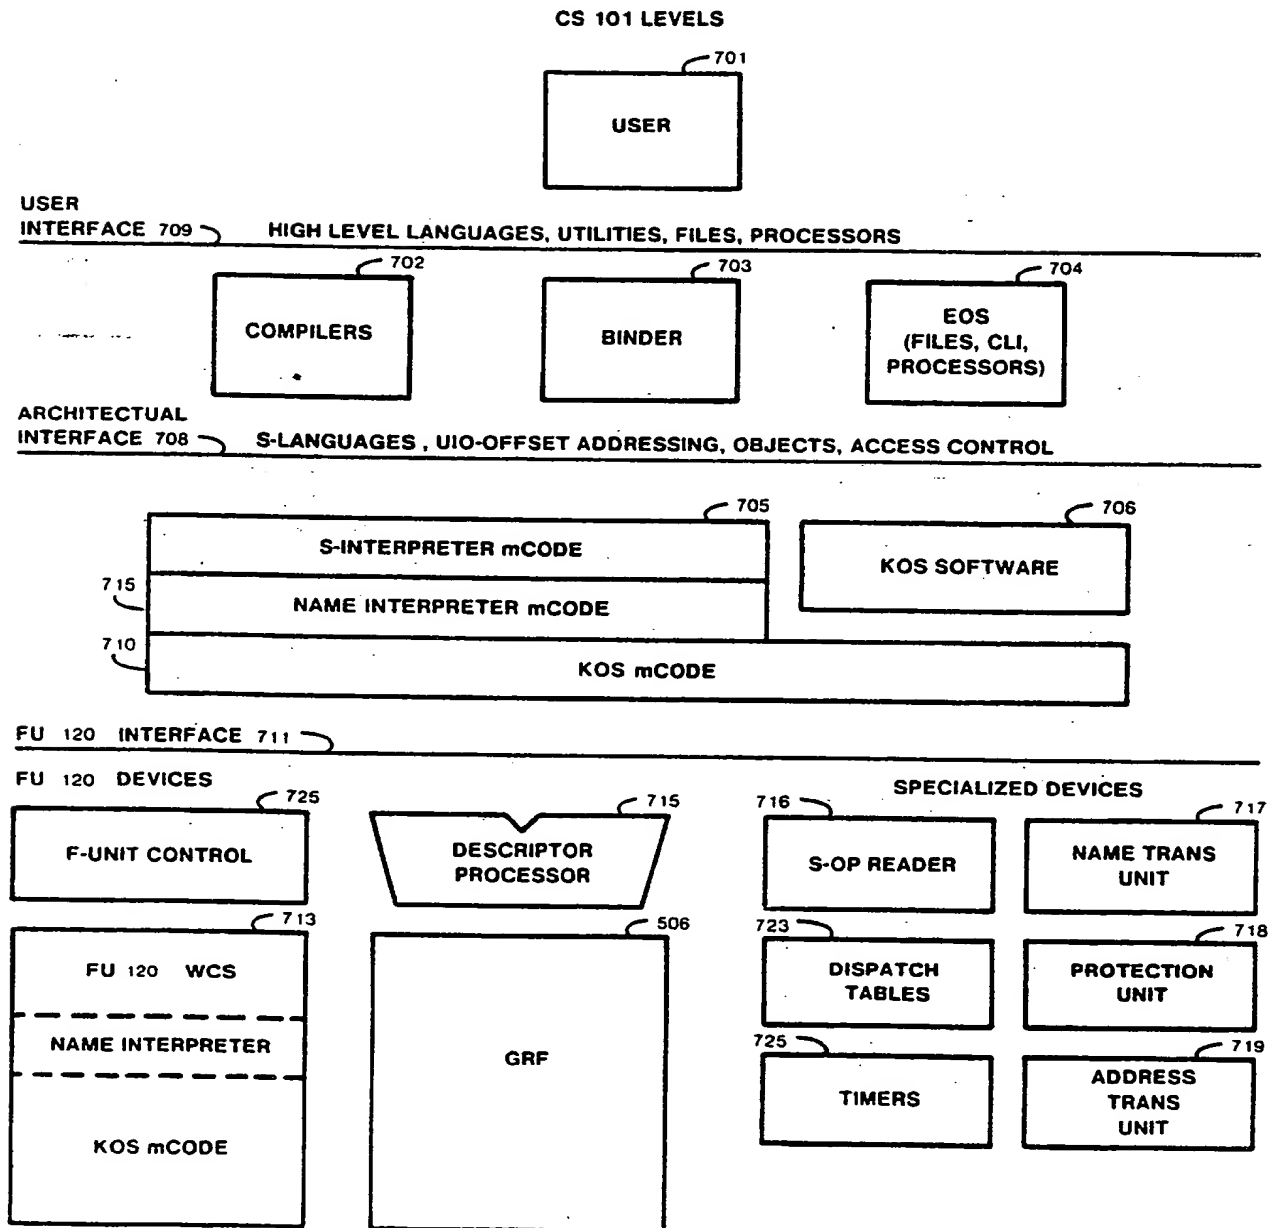 CS 101 LEVELS
701
USER
USER
INTERFACE 709
HIGH LEVEL LANGUAGES, UTILITIES, FILES, PROCESSORS
702
703
704
COMPILERS
BINDER
EOS
(FILES, CLI,
PROCESSORS)
ARCHITECTUAL
INTERFACE 708
S-LANGUAGES , UIO-OFFSET ADDRESSING, OBJECTS, ACCESS CONTROL
705
706
S-INTERPRETER mCODE
KOS SOFTWARE
715
NAME INTERPRETER mCODE
710
KOS mCODE
FU 120 INTERFACE 711
FU 120 DEVICES
SPECIALIZED DEVICES
725
715
716
717
F-UNIT CONTROL
DESCRIPTOR
PROCESSOR
S-OP READER
NAME TRANS
UNIT
713
506
723
718
FU 120 WCS
DISPATCH
TABLES
PROTECTION
UNIT
NAME INTERPRETER
GRF
725
719
TIMERS
ADDRESS
TRANS
UNIT
KOS mCODE